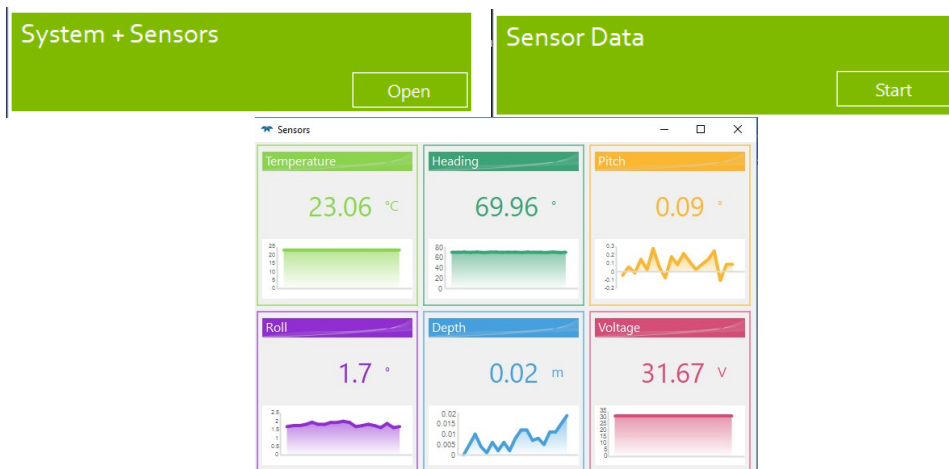 System + Sensors
Open
Sensor Data
Start
Sensors
Temperature
23.06 °C
25
20
15
10
5
0
Heading
69.96 °
80
60
40
20
0
Pitch
0.09 °
0.3
0.2
0.1
0
-0.1
-0.2
Roll
1.7 °
2.5
2
1.5
1
0.5
0
Depth
0.02 m
0.02
0.015
0.01
0.005
0
Voltage
31.67 V
35
30
25
20
15
10
5
0